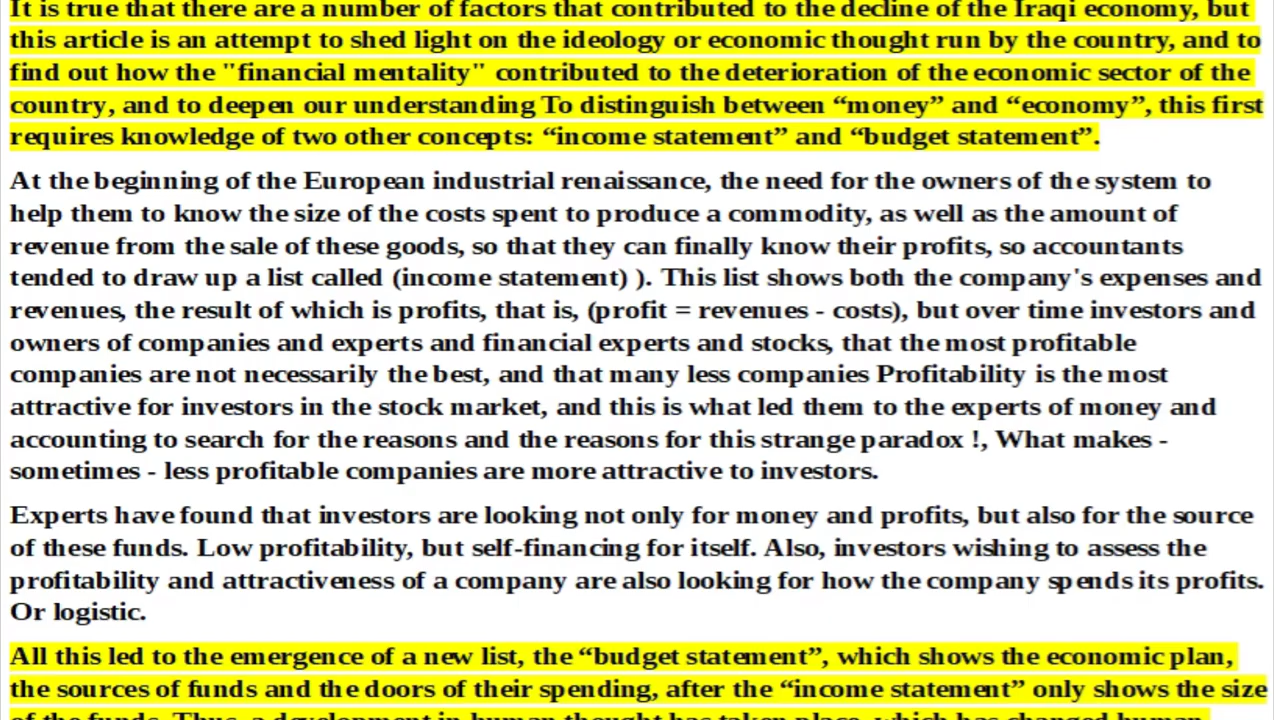 It is true that there are a number of factors that contributed to the decline of the Iraqi economy, but
this article is an attempt to shed light on the ideology or economic thought run by the country, and to
find out how the "financial mentality" contributed to the deterioration of the economic sector of the
country, and to deepen our understanding To distinguish between “money” and “economy”, this first
requires knowledge of two other concepts: “income statement” and “budget statement”.
At the beginning of the European industrial renaissance, the need for the owners of the system to
help them to know the size of the costs spent to produce a commodity, as well as the amount of
revenue from the sale of these goods, so that they can finally know their profits, so accountants
tended to draw up a list called (income statement) ). This list shows both the company's expenses and
revenues, the result of which is profits, that is, (profit = revenues - costs), but over time investors and
owners of companies and experts and financial experts and stocks, that the most profitable
companies are not necessarily the best, and that many less companies Profitability is the most
attractive for investors in the stock market, and this is what led them to the experts of money and
accounting to search for the reasons and the reasons for this strange paradox !, What makes -
sometimes - less profitable companies are more attractive to investors.
Experts have found that investors are looking not only for money and profits, but also for the source
of these funds. Low profitability, but self-financing for itself. Also, investors wishing to assess the
profitability and attractiveness of a company are also looking for how the company spends its profits.
Or logistic.
All this led to the emergence of a new list, the “budget statement”, which shows the economic plan,
the sources of funds and the doors of their spending, after the “income statement” only shows the size
of the funds. Thus, a development in human thought has taken place, which has changed human